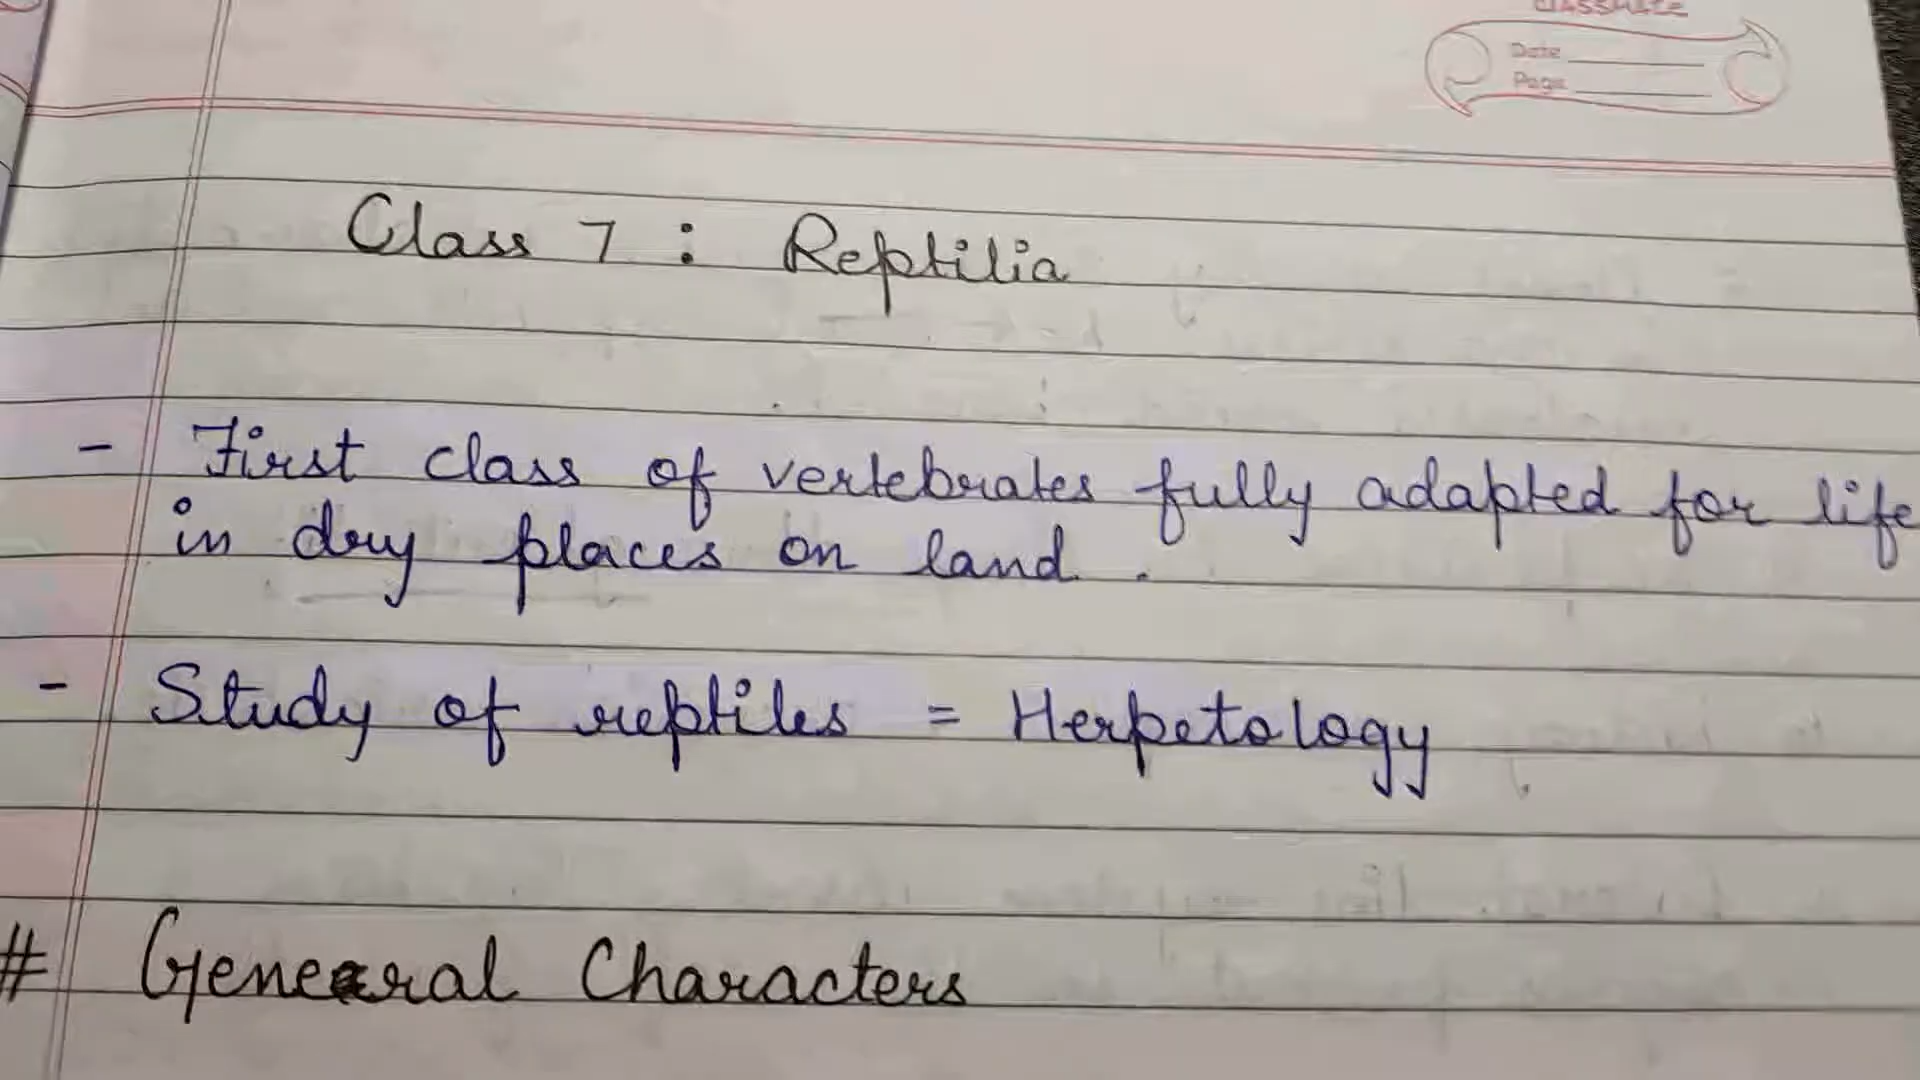 CLASSMATE
Date
Page
Class 7 : Reptilia
- First class of vertebrates fully adapted for life
in dry places on land.
- Study of reptiles = Herpetology
# General Characters